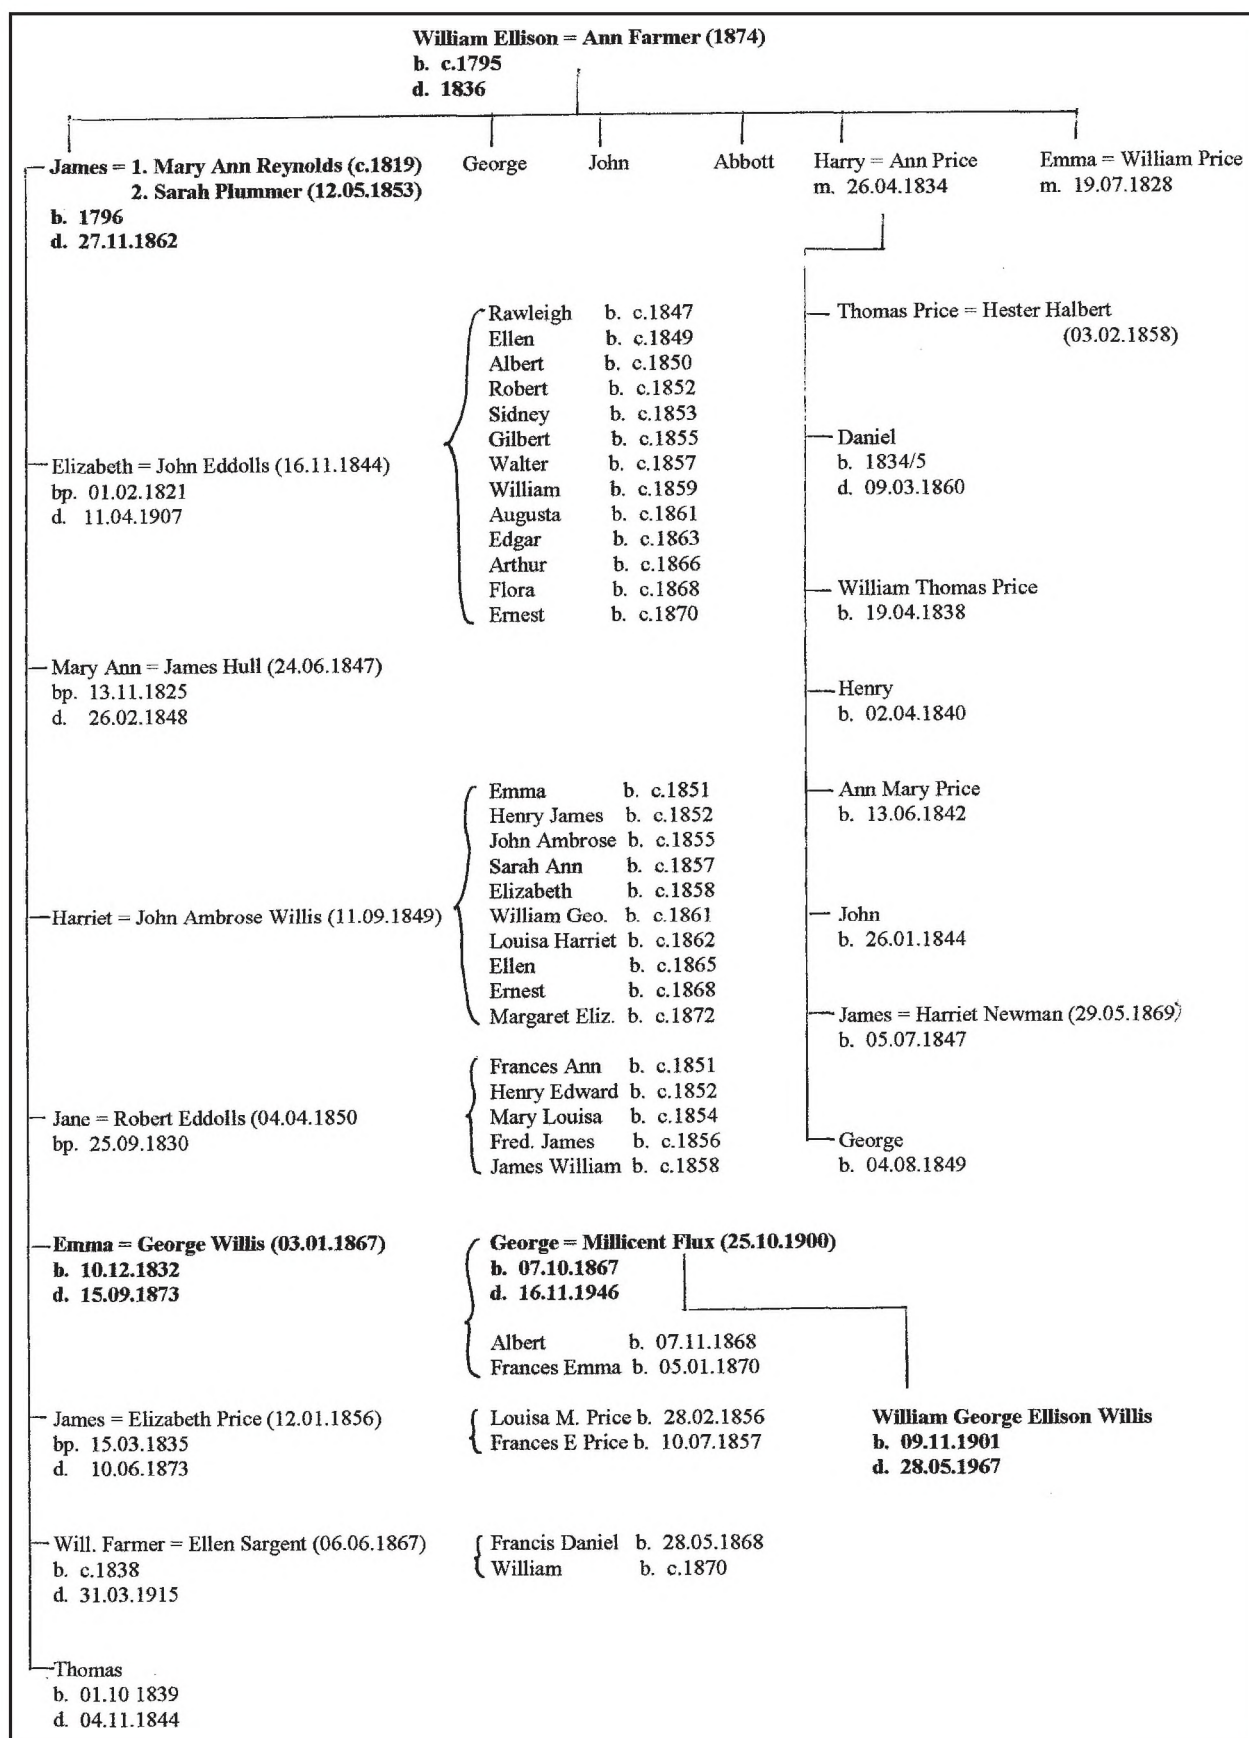 William Ellison = Ann Farmer (1874)
b. c.1795
d. 1836
James = 1. Mary Ann Reynolds (c.1819)
2. Sarah Plummer (12.05.1853)
b. 1796
d. 27.11.1862
George
John
Abbott
Harry = Ann Price
m. 26.04.1834
Emma = William Price
m. 19.07.1828
Elizabeth = John Eddolls (16.11.1844)
bp. 01.02.1821
d. 11.04.1907
Rawleigh b. c.1847
Ellen b. c.1849
Albert b. c.1850
Robert b. c.1852
Sidney b. c.1853
Gilbert b. c.1855
Walter b. c.1857
William b. c.1859
Augusta b. c.1861
Edgar b. c.1863
Arthur b. c.1866
Flora b. c.1868
Ernest b. c.1870
Mary Ann = James Hull (24.06.1847)
bp. 13.11.1825
d. 26.02.1848
Harriet = John Ambrose Willis (11.09.1849)
Emma b. c.1851
Henry James b. c.1852
John Ambrose b. c.1855
Sarah Ann b. c.1857
Elizabeth b. c.1858
William Geo. b. c.1861
Louisa Harriet b. c.1862
Ellen b. c.1865
Ernest b. c.1868
Margaret Eliz. b. c.1872
Jane = Robert Eddolls (04.04.1850
bp. 25.09.1830
Frances Ann b. c.1851
Henry Edward b. c.1852
Mary Louisa b. c.1854
Fred. James b. c.1856
James William b. c.1858
Emma = George Willis (03.01.1867)
b. 10.12.1832
d. 15.09.1873
George = Millicent Flux (25.10.1900)
b. 07.10.1867
d. 16.11.1946
Albert b. 07.11.1868
Frances Emma b. 05.01.1870
James = Elizabeth Price (12.01.1856)
bp. 15.03.1835
d. 10.06.1873
Louisa M. Price b. 28.02.1856
Frances E Price b. 10.07.1857
Will. Farmer = Ellen Sargent (06.06.1867)
b. c.1838
d. 31.03.1915
Francis Daniel b. 28.05.1868
William b. c.1870
Thomas
b. 01.10 1839
d. 04.11.1844
Thomas Price = Hester Halbert
(03.02.1858)
Daniel
b. 1834/5
d. 09.03.1860
William Thomas Price
b. 19.04.1838
Henry
b. 02.04.1840
Ann Mary Price
b. 13.06.1842
John
b. 26.01.1844
James = Harriet Newman (29.05.1869)
b. 05.07.1847
George
b. 04.08.1849
William George Ellison Willis
b. 09.11.1901
d. 28.05.1967